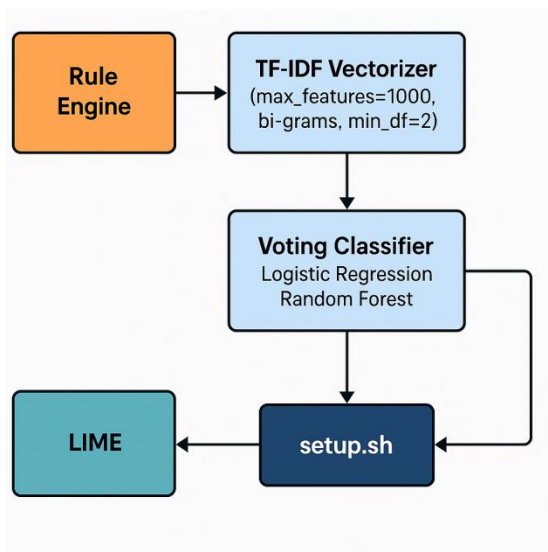 Rule
Engine
TF-IDF Vectorizer
(max_features=1000,
bi-grams, min_df=2)
Voting Classifier
Logistic Regression
Random Forest
LIME
setup.sh